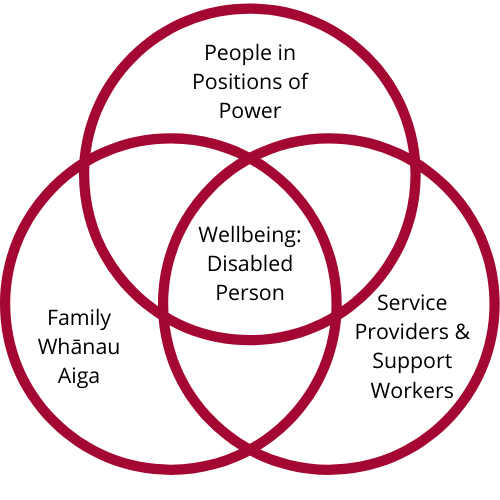 People in
Positions of
Power
Wellbeing:
Disabled
Person
Family
Whānau
Aiga
Service
Providers &
Support
Workers